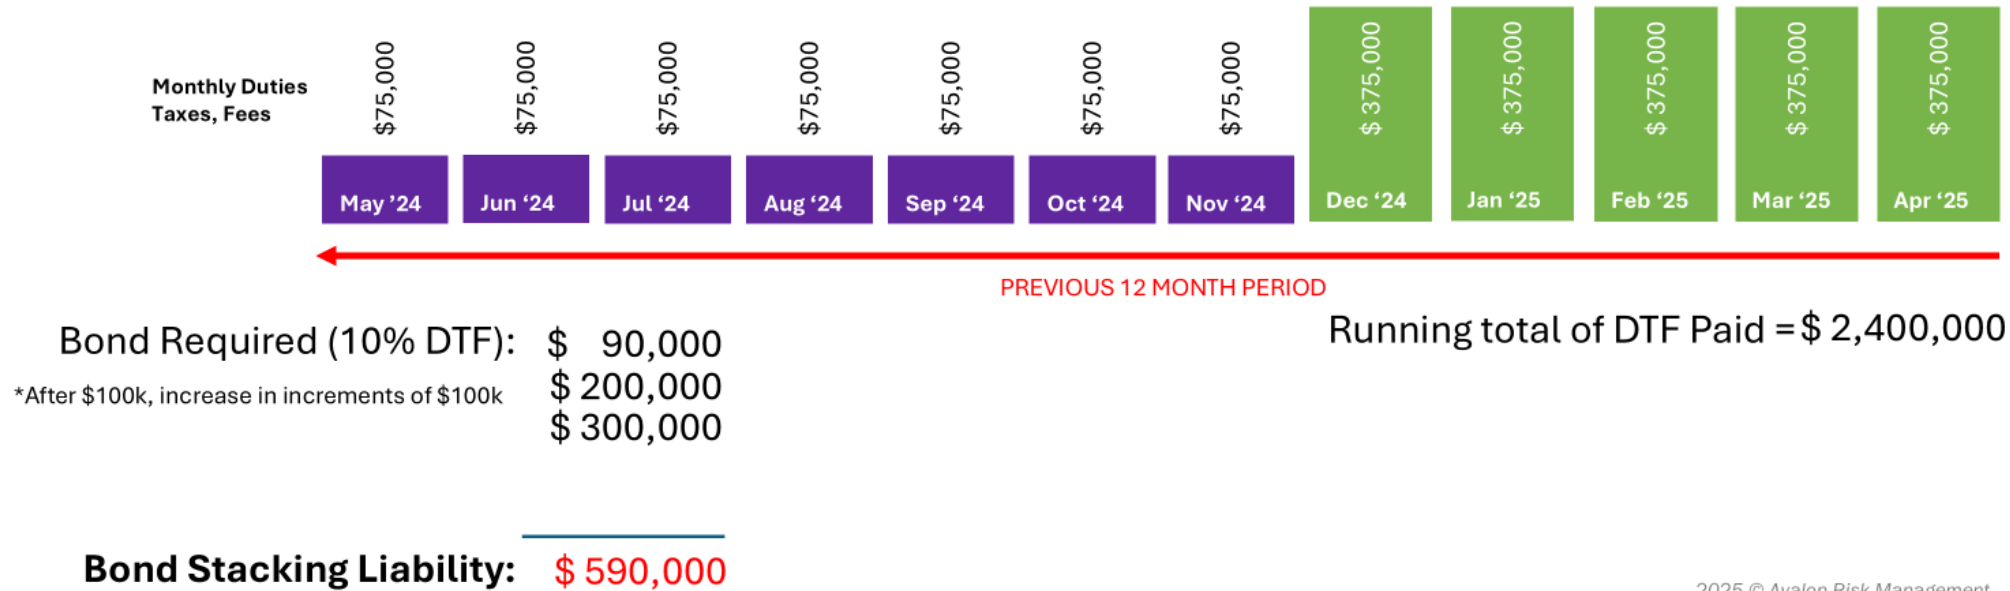 Monthly Duties
Taxes, Fees
$75,000
$75,000
$75,000
$75,000
$75,000
$75,000
$75,000
$ 375,000
$ 375,000
$ 375,000
$ 375,000
$ 375,000
May ’24
Jun ‘24
Jul ‘24
Aug ‘24
Sep ‘24
Oct ‘24
Nov ‘24
Dec ‘24
Jan ‘25
Feb ‘25
Mar ‘25
Apr ‘25
PREVIOUS 12 MONTH PERIOD
Running total of DTF Paid = $ 2,400,000
Bond Required (10% DTF): $ 90,000
*After $100k, increase in increments of $100k
$ 200,000
$ 300,000
Bond Stacking Liability: $ 590,000
2025 © Avalon Risk Management